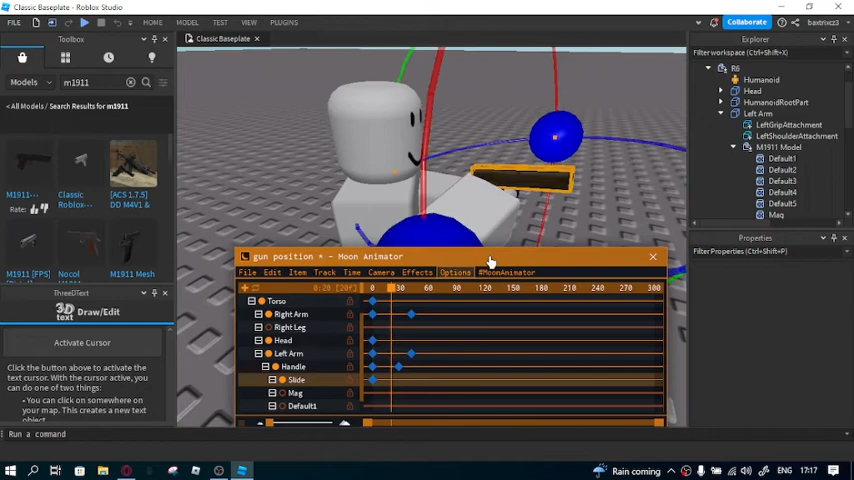 Classic Baseplate - Roblox Studio
FILE HOME MODEL TEST VIEW PLUGINS Collaborate baxtrixcz3
Toolbox
Classic Baseplate ×
Explorer
Models m1911
Filter workspace (Ctrl+Shift+X)
< All Models / Search Results for m1911
M1911···
Rate:
Classic
Roblox···
[ACS 1.7.5]
DD M4V1 &
M1911 [FPS]
Nocol
M1911 Mesh
R6
Humanoid
Head
HumanoidRootPart
Left Arm
LeftGripAttachment
LeftShoulderAttachment
M1911 Model
Default1
Default2
Default3
Default4
Default5
Mag
Properties
Filter Properties (Ctrl+Shift+P)
ThreeDText
3D text Draw/Edit
Activate Cursor
Click the button above to activate the
text cursor. With the cursor active, you
can do one of two things:
• You can click on somewhere on
your map. This creates a new text
object.
gun position * - Moon Animator
File Edit Item Track Time Camera Effects Options #MoonAnimator
0:20 [20f] 0 30 60 90 120 150 180 210 240 270 300
Torso
Right Arm
Right Leg
Head
Left Arm
Handle
Slide
Mag
Default1
Run a command
Rain coming 17:17